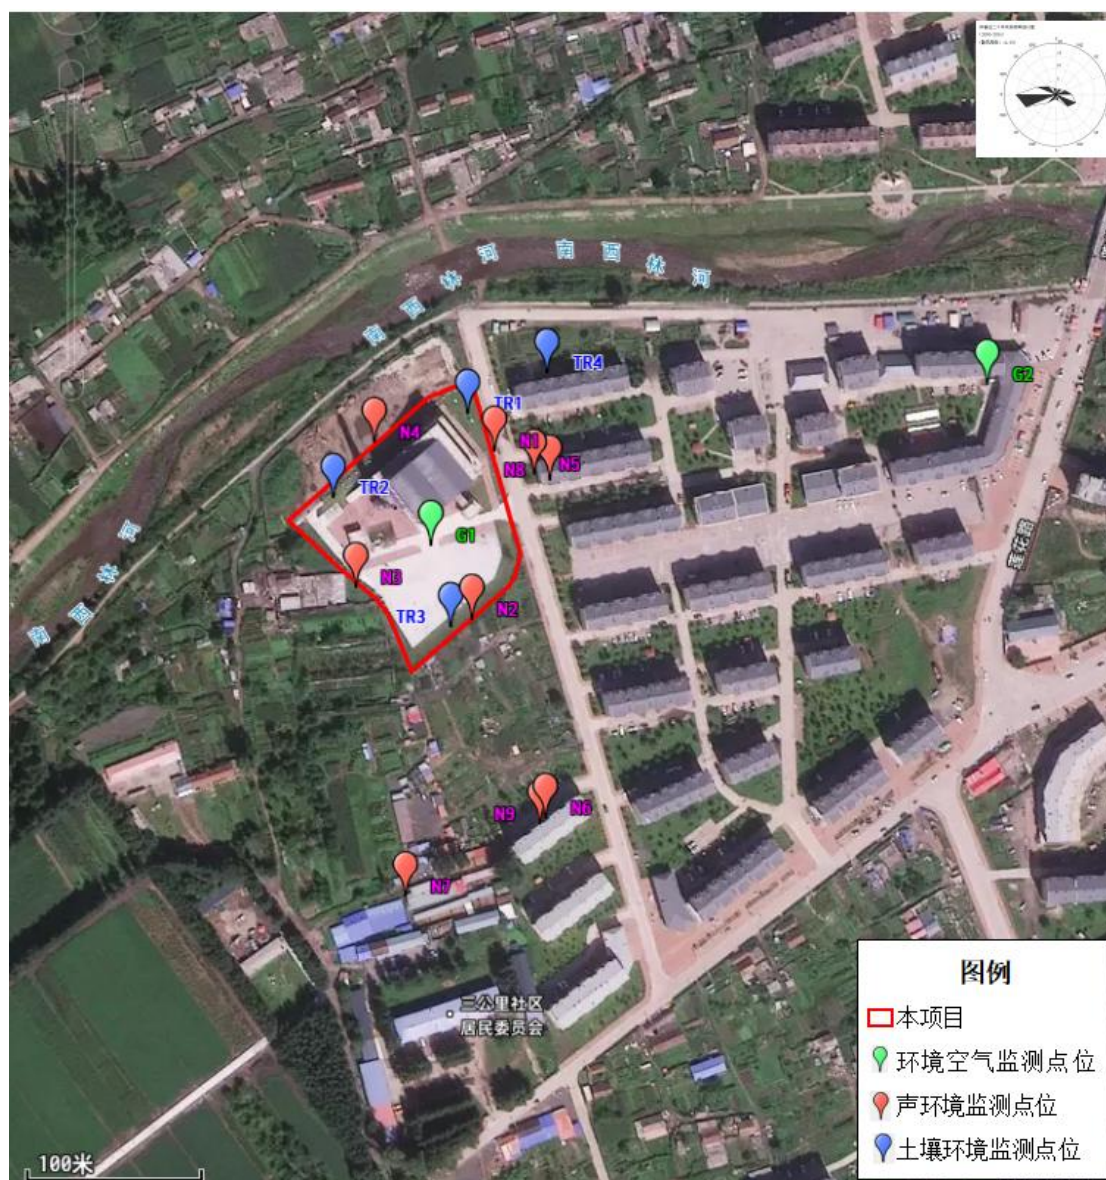 南西林河
南西林河
南西林河
TR4
G2
TR1
N4
N1
N8
N5
TR2
G1
N3
TR3
N2
莲花路
N9
N6
N7
三公里社区
居民委员会
100米
图例
本项目
环境空气监测点位
声环境监测点位
土壤环境监测点位